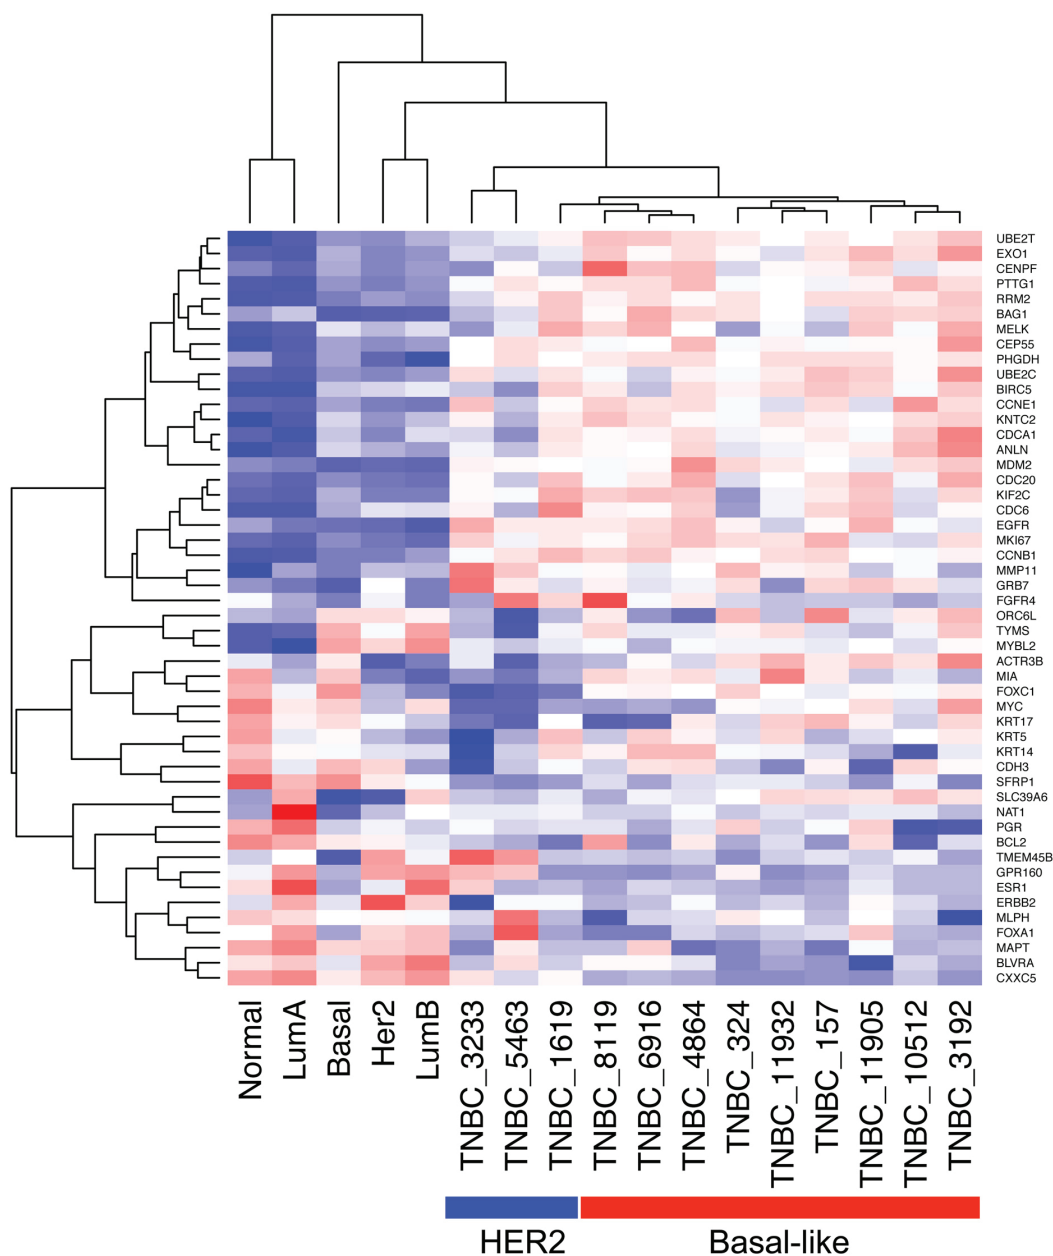 UBE2T
EXO1
CENPF
PTTG1
RRM2
BAG1
MELK
CEP55
PHGDH
UBE2C
BIRC5
CCNE1
KNTC2
CDCA1
ANLN
MDM2
CDC20
KIF2C
CDC6
EGFR
MKI67
CCNB1
MMP11
GRB7
FGFR4
ORC6L
TYMS
MYBL2
ACTR3B
MIA
FOXC1
MYC
KRT17
KRT5
KRT14
CDH3
SFRP1
SLC39A6
NAT1
PGR
BCL2
TMEM45B
GPR160
ESR1
ERBB2
MLPH
FOXA1
MAPT
BLVRA
CXXC5
Normal
LumA
Basal
Her2
LumB
TNBC_3233
TNBC_5463
TNBC_1619
TNBC_8119
TNBC_6916
TNBC_4864
TNBC_324
TNBC_11932
TNBC_157
TNBC_11905
TNBC_10512
TNBC_3192
HER2
Basal-like